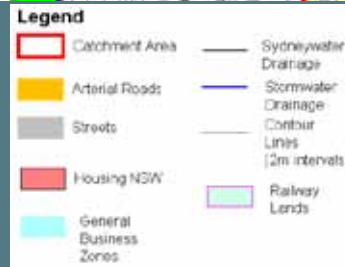 Legend
Catchment Area
Arterial Roads
Streets
Housing NSW
General
Business
Zones
Sydneywater
Drainage
Stormwater
Drainage
Contour
Lines
(2m intervals
Railway
Lands